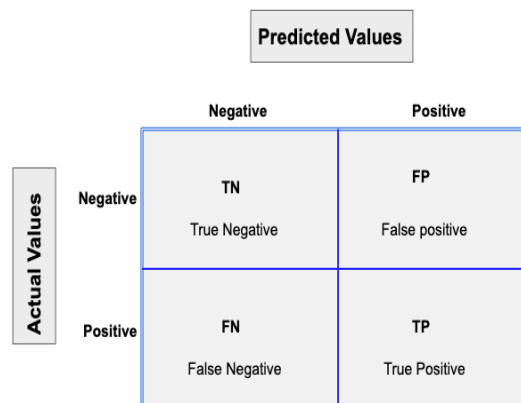 Predicted Values
Negative
Positive
Actual Values
Negative
TN
True Negative
FP
False positive
Positive
FN
False Negative
TP
True Positive